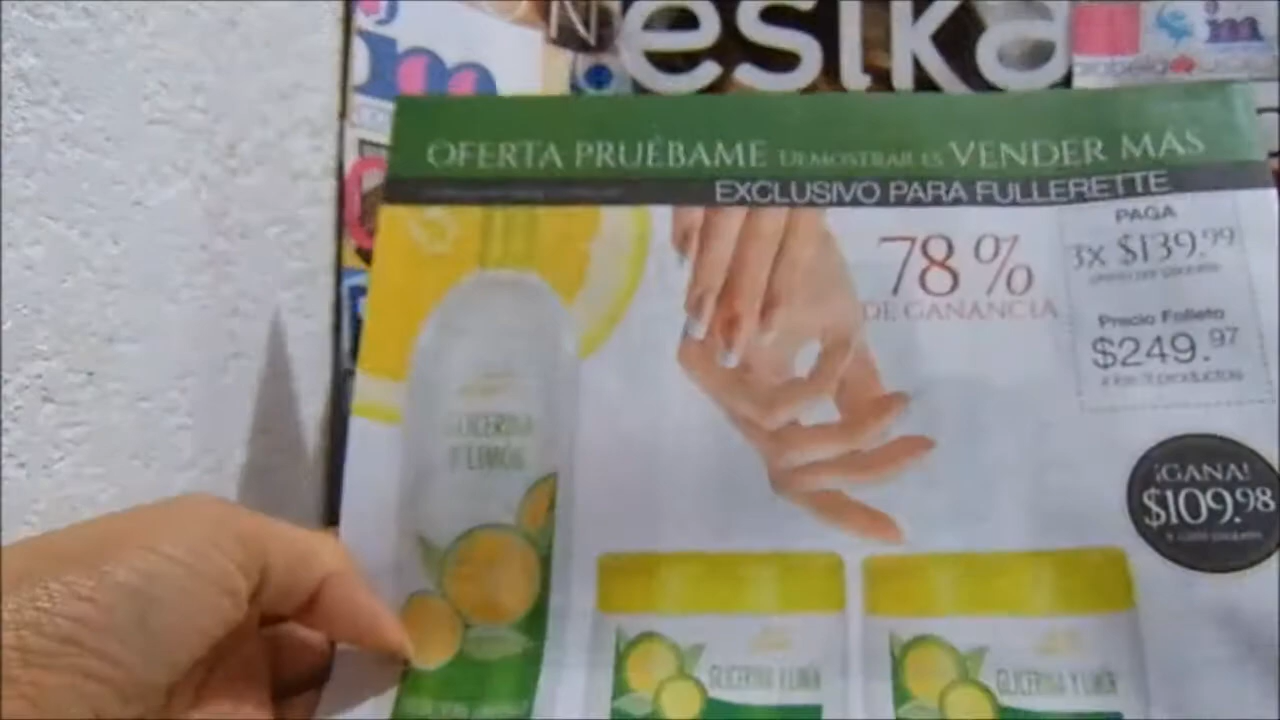 esika
OFERTA PRUÉBAME DEMOSTRAR ES VENDER MÁS
EXCLUSIVO PARA FULLERETTE
78 %
DE GANANCIA
PAGA
3X $139.99
Precio Folleto
$249.97
¡GANA!
$109.98
GLICERINA
Y LIMÓN
GLICERINA Y LIMÓN
GLICERINA Y LIMÓN